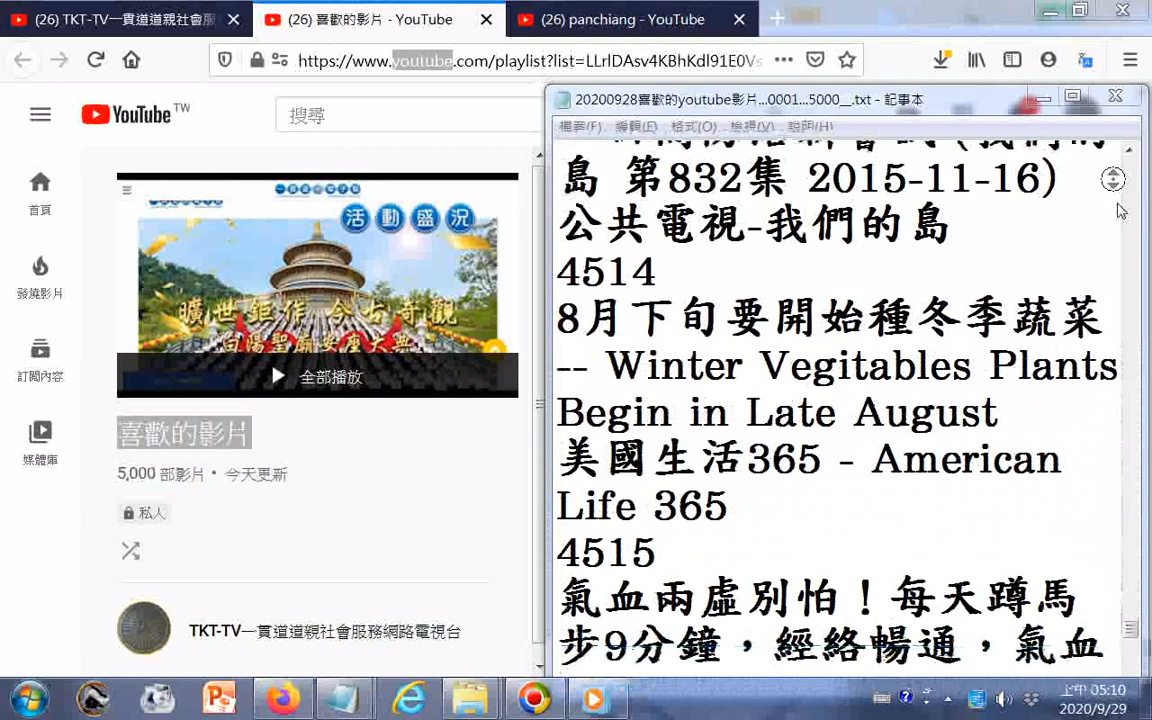 (26) TKT-TV一貫道道親社會服
(26) 喜歡的影片 - YouTube
(26) panchiang - YouTube
https://www.youtube.com/playlist?list=LLrlDAsv4KBhKdl91E0Vs
YouTube TW
搜尋
首頁
發燒影片
訂閱內容
媒體庫
活動盛況
曠世鉅作 今古奇觀
全部播放
喜歡的影片
5,000 部影片・ 今天更新
私人
TKT-TV一貫道道親社會服務網路電視台
20200928喜歡的youtube影片...0001...5000__.txt - 記事本
檔案(F) 編輯(E) 格式(O) 檢視(V) 說明(H)
島 第832集 2015-11-16)
公共電視-我們的島
4514
8月下旬要開始種冬季蔬菜
-- Winter Vegitables Plants
Begin in Late August
美國生活365 - American
Life 365
4515
氣血兩虛別怕！每天蹲馬
步9分鐘，經絡暢通，氣血
上午 05:10
2020/9/29